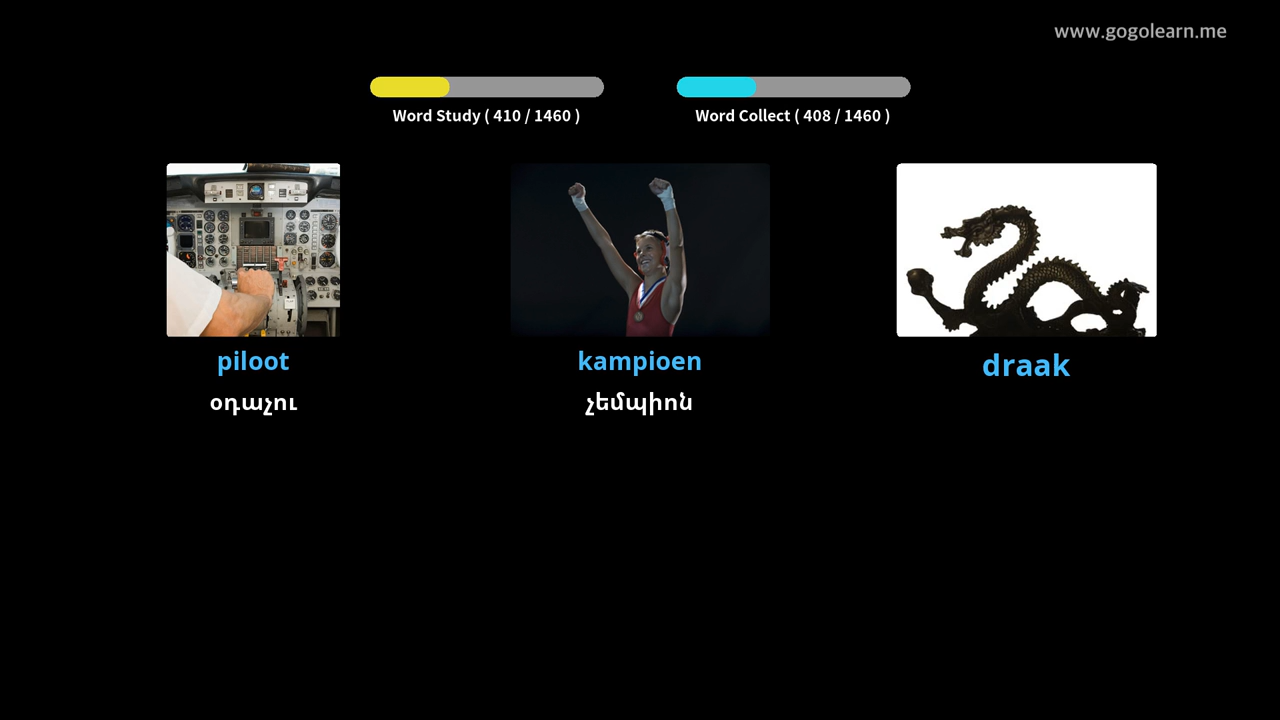 www.gogolearn.me
Word Study ( 410 / 1460 )
Word Collect ( 408 / 1460 )
piloot
kampioen
draak
օդաչու
չեմպիոն